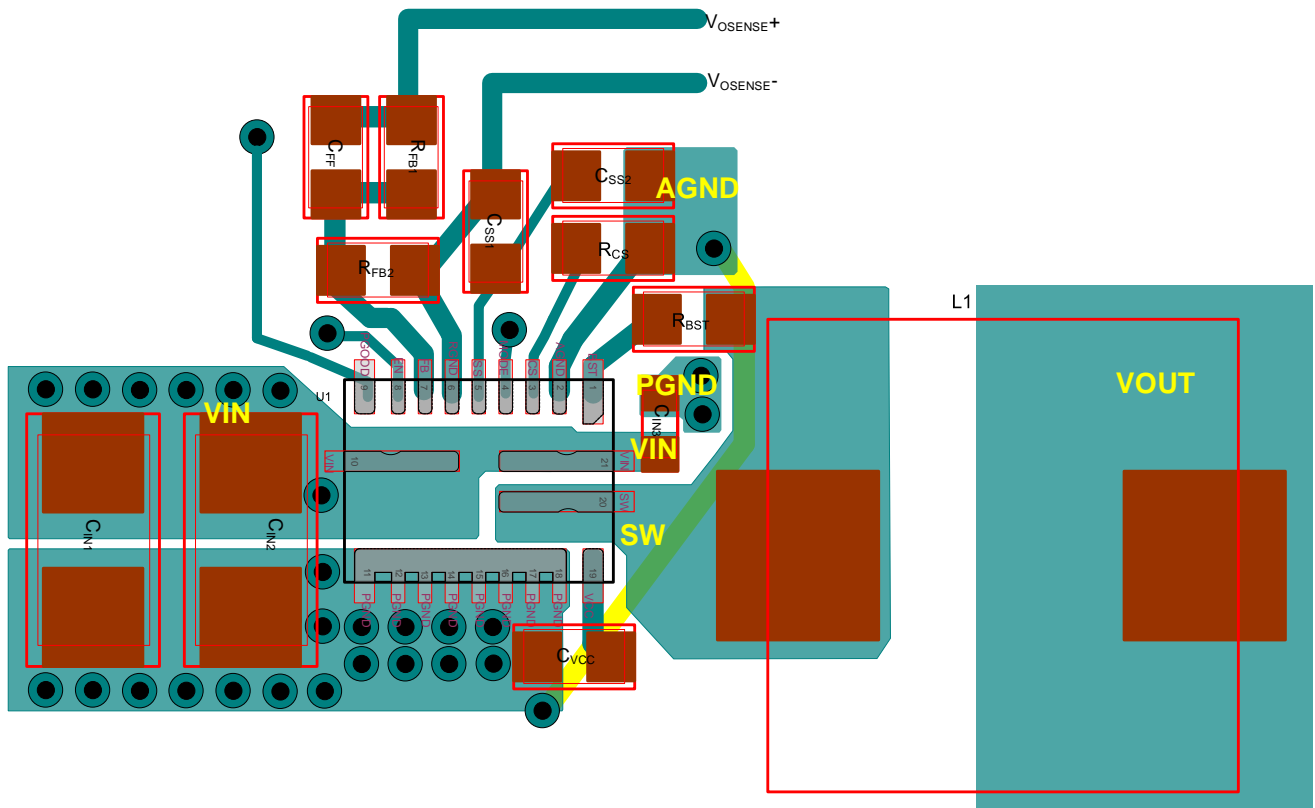 VOSENSE+
VOSENSE-
CFF
RFB1
CSS1
CSS2
AGND
RCS
RFB2
RBST
L1
PGOOD
EN
FB
RGND
SS
MODE
CS
AGND
BST
9
8
7
6
5
4
3
2
1
U1
VIN
PGND
CIN3
VIN
VOUT
VIN
10
21
VIN
20
SW
SW
CIN1
CIN2
11
12
13
14
15
16
17
18
19
PGND
PGND
PGND
PGND
PGND
PGND
PGND
PGND
CVCC